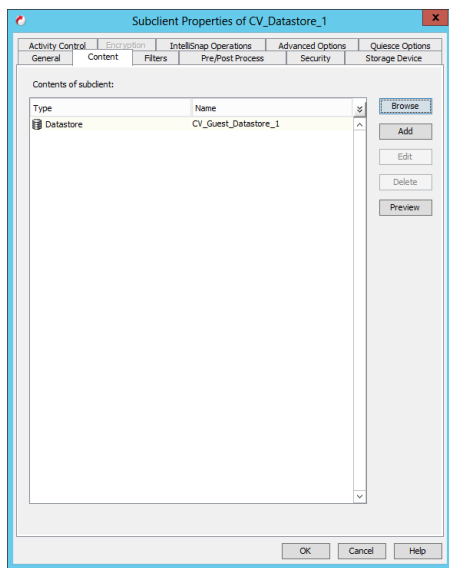 Subclient Properties of CV_Datastore_1
x
Activity Control Encryption IntelliSnap Operations Advanced Options Quiesce Options
General Content Filters Pre/Post Process Security Storage Device
Contents of subclient:
Type Name
Browse
Datastore CV_Guest_Datastore_1
Add
Edit
Delete
Preview
OK Cancel Help